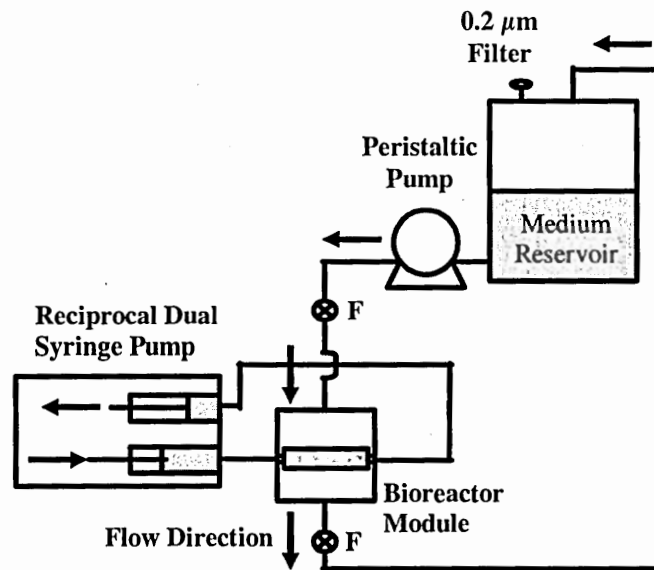 0.2 μm
Filter
Peristaltic
Pump
Medium
Reservoir
F
Reciprocal Dual
Syringe Pump
Bioreactor
Module
Flow Direction
F